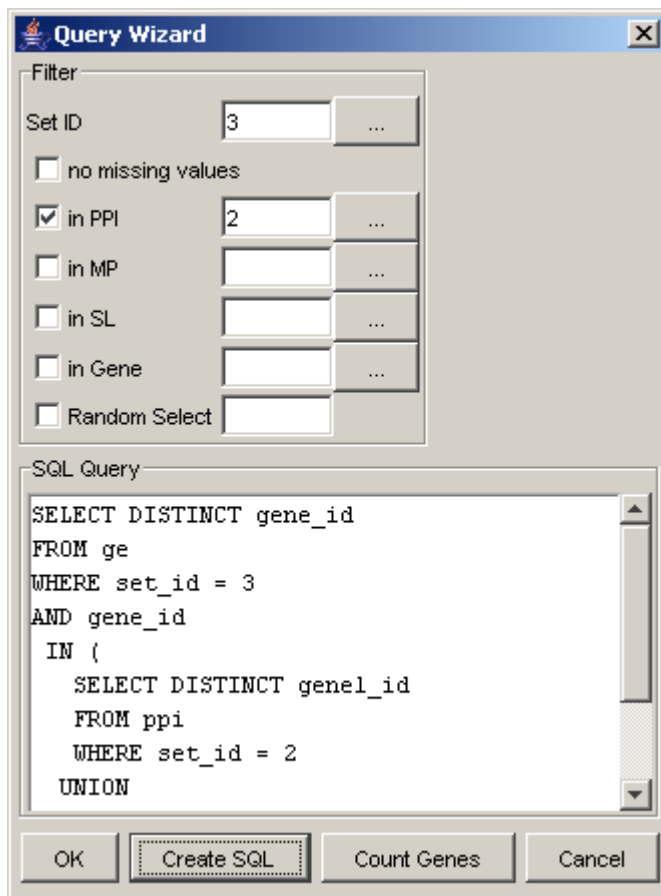 Query Wizard
Filter
Set ID 3 ...
no missing values
in PPI 2 ...
in MP ...
in SL ...
in Gene ...
Random Select
SQL Query
SELECT DISTINCT gene_id
FROM ge
WHERE set_id = 3
AND gene_id
IN (
SELECT DISTINCT gene1_id
FROM ppi
WHERE set_id = 2
UNION
OK Create SQL Count Genes Cancel